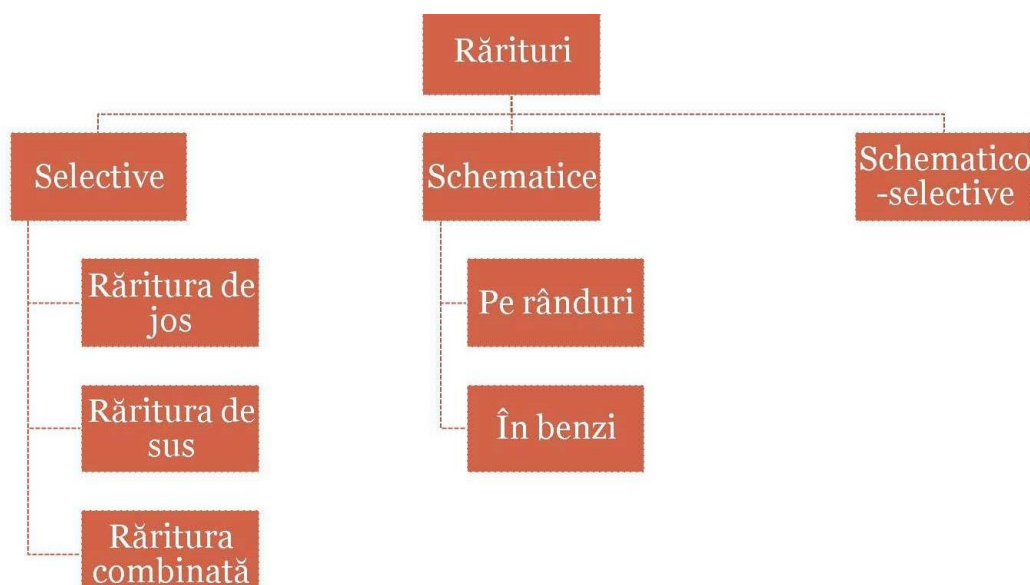 Rărituri
Selective
Schematice
Schematico
-selective
Răritura de
jos
Pe rânduri
Răritura de
sus
În benzi
Răritura
combinată